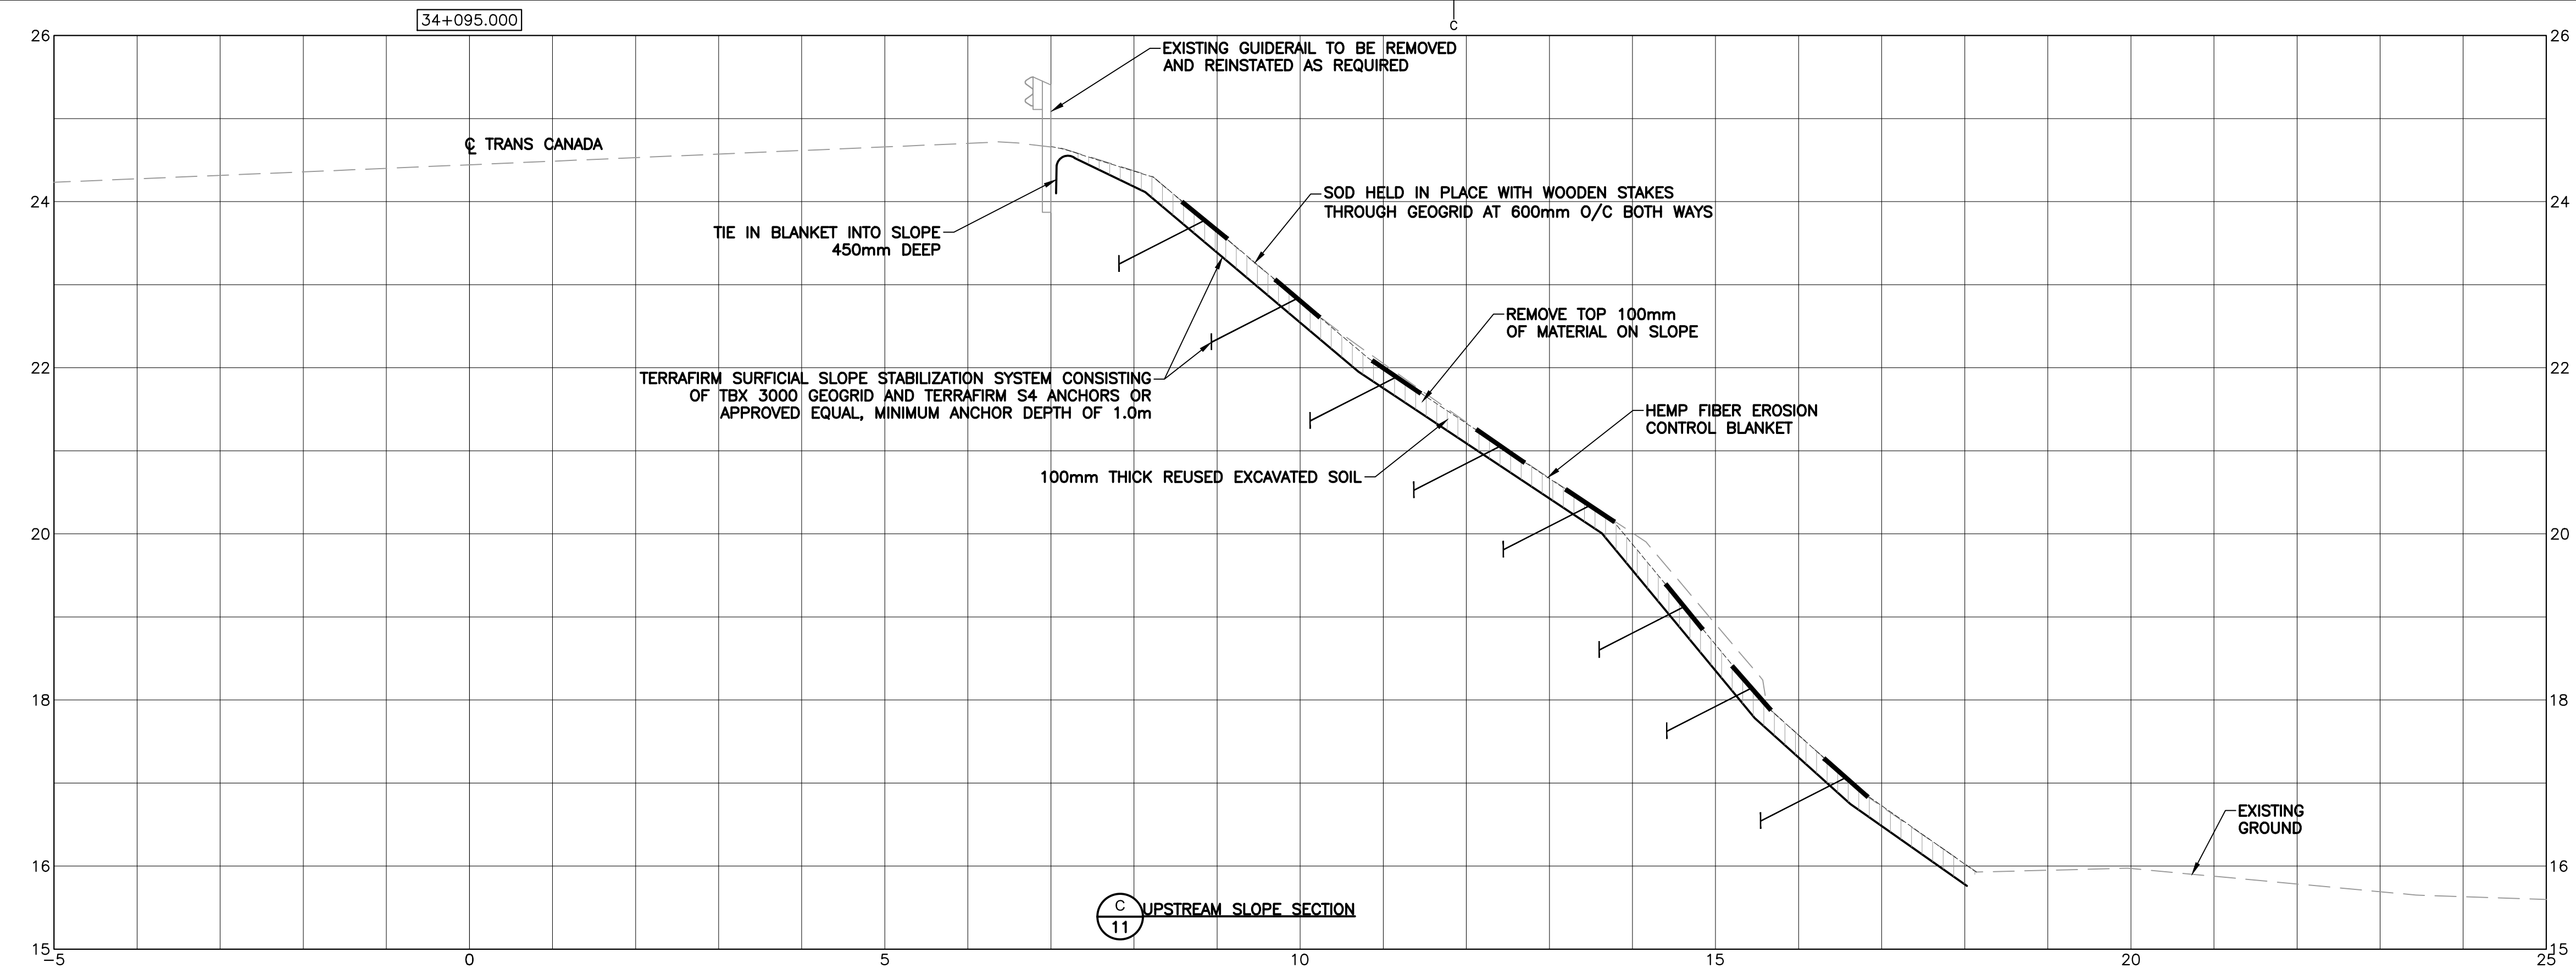 34+095.000
C
26
26
EXISTING GUIDERAIL TO BE REMOVED
AND REINSTATED AS REQUIRED
℄ TRANS CANADA
SOD HELD IN PLACE WITH WOODEN STAKES
THROUGH GEOGRID AT 600mm O/C BOTH WAYS
24
24
TIE IN BLANKET INTO SLOPE
450mm DEEP
REMOVE TOP 100mm
OF MATERIAL ON SLOPE
22
22
TERRAFIRM SURFICIAL SLOPE STABILIZATION SYSTEM CONSISTING
OF TBX 3000 GEOGRID AND TERRAFIRM S4 ANCHORS OR
APPROVED EQUAL, MINIMUM ANCHOR DEPTH OF 1.0m
HEMP FIBER EROSION
CONTROL BLANKET
100mm THICK REUSED EXCAVATED SOIL
20
20
18
18
EXISTING
GROUND
16
16
C
11
UPSTREAM SLOPE SECTION
15
15
-5
0
5
10
15
20
25